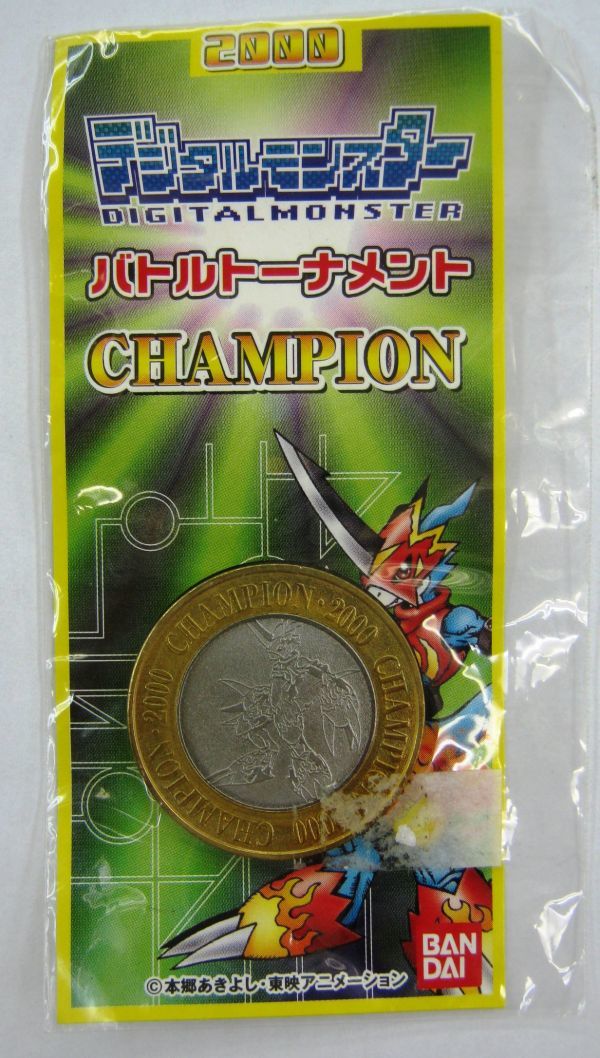 2000
デジタルモンスター
DIGITALMONSTER
バトルトーナメント
CHAMPION
CHAMPION・2000
CHAMPION
CHAMPION・2000
BAN
DAI
©本郷あきよし・東映アニメーション